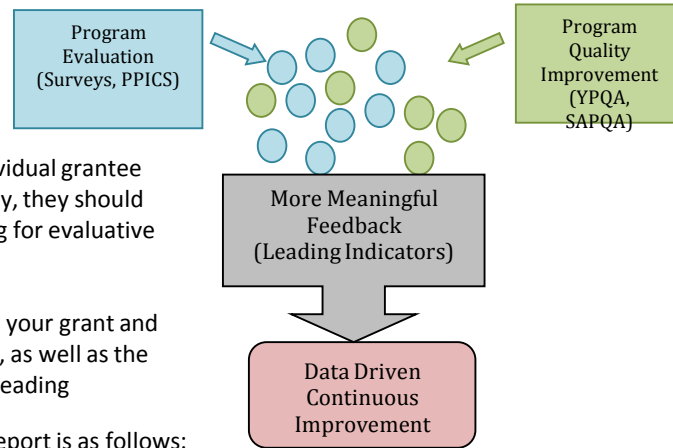 Program
Evaluation
(Surveys, PPICS)
Program
Quality
Improvement
(YPQA,
SAPQA)
vidual grantee
y, they should
g for evaluative
More Meaningful
Feedback
(Leading Indicators)
your grant and
, as well as the
eading
Data Driven
Continuous
Improvement
eport is as follows: